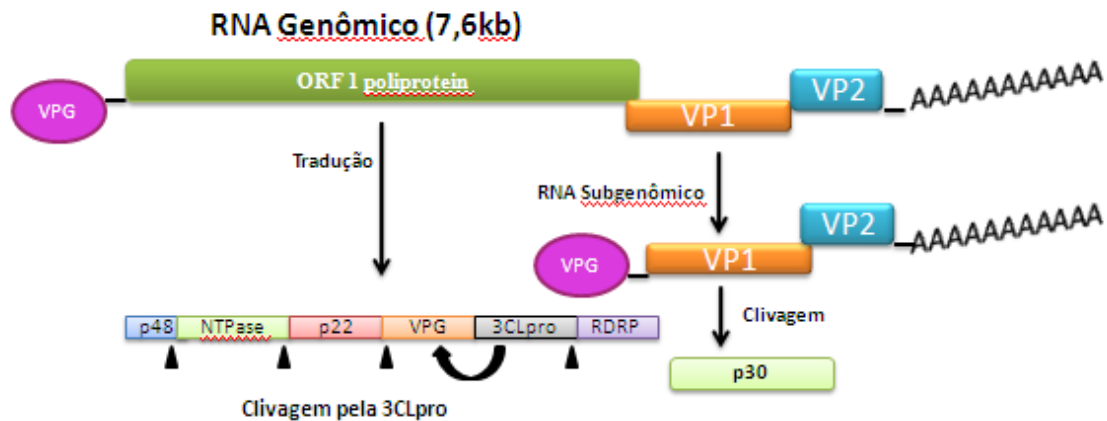 RNA Genômico (7,6kb)
VPG
ORF 1 poliprotein
VP1
VP2
AAAAAAAAAAA
Tradução
RNA Subgenômico
VPG
VP1
VP2
AAAAAAAAAAA
p48
NTPase
p22
VPG
3CLpro
RDRP
Clivagem
p30
Clivagem pela 3CLpro